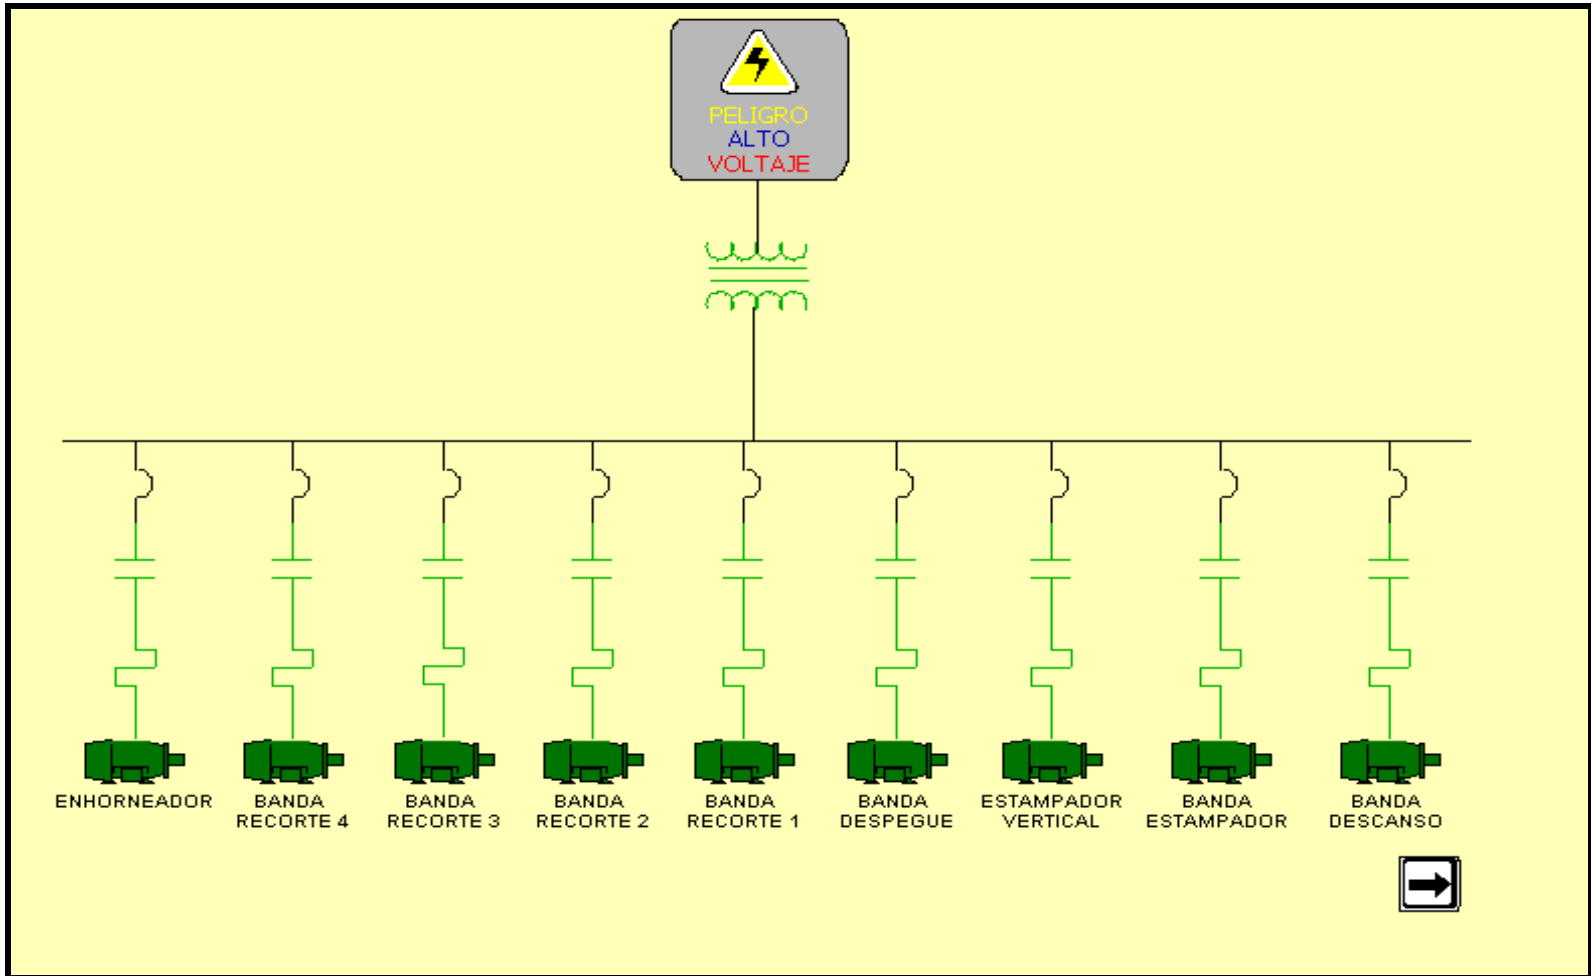 PELIGRO
ALTO
VOLTAJE
ENHORNEADOR
BANDA
RECORTE 4
BANDA
RECORTE 3
BANDA
RECORTE 2
BANDA
RECORTE 1
BANDA
DESPEGUE
ESTAMPADOR
VERTICAL
BANDA
ESTAMPADOR
BANDA
DESCANSO